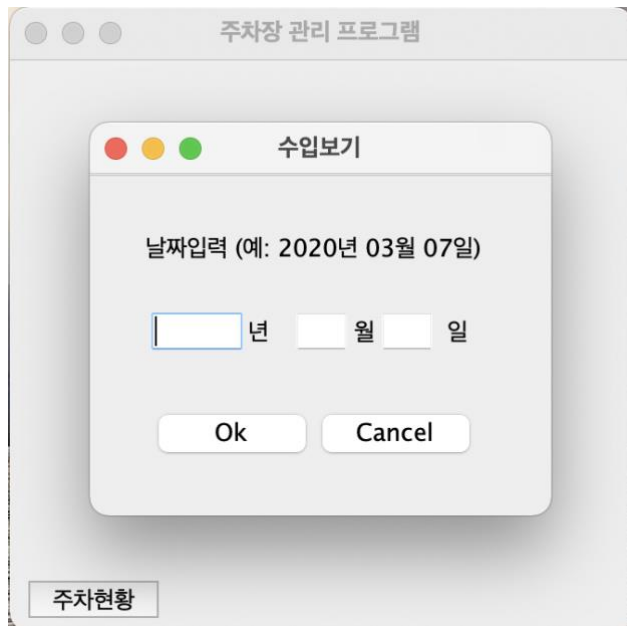 주차장 관리 프로그램
수입보기
날짜입력 (예: 2020년 03월 07일)
년 월 일
Ok Cancel
주차현황